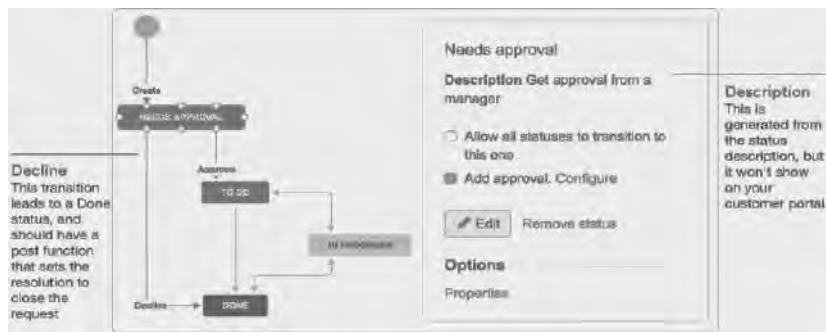 Create
NEEDS APPROVAL
Approve
TO DO
IN PROGRESS
Decline
DONE
Decline
This transition
leads to a Done
status, and
should have a
post function
that sets the
resolution to
close the
request
Needs approval
Description Get approval from a
manager
Allow all statuses to transition to
this one
Add approval. Configure
Edit Remove status
Options
Properties
Description
This is
generated from
the status
description, but
it won't show
on your
customer portal